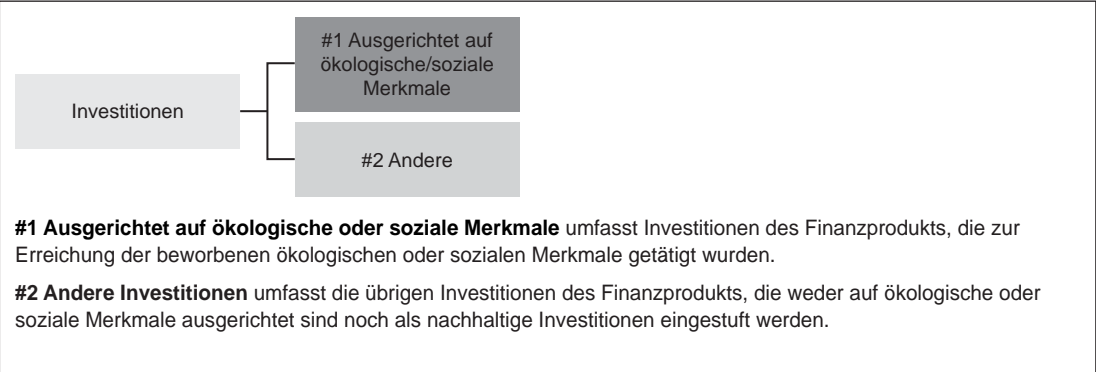 #1 Ausgerichtet auf
ökologische/soziale
Merkmale
Investitionen
#2 Andere
#1 Ausgerichtet auf ökologische oder soziale Merkmale umfasst Investitionen des Finanzprodukts, die zur
Erreichung der beworbenen ökologischen oder sozialen Merkmale getätigt wurden.
#2 Andere Investitionen umfasst die übrigen Investitionen des Finanzprodukts, die weder auf ökologische oder
soziale Merkmale ausgerichtet sind noch als nachhaltige Investitionen eingestuft werden.